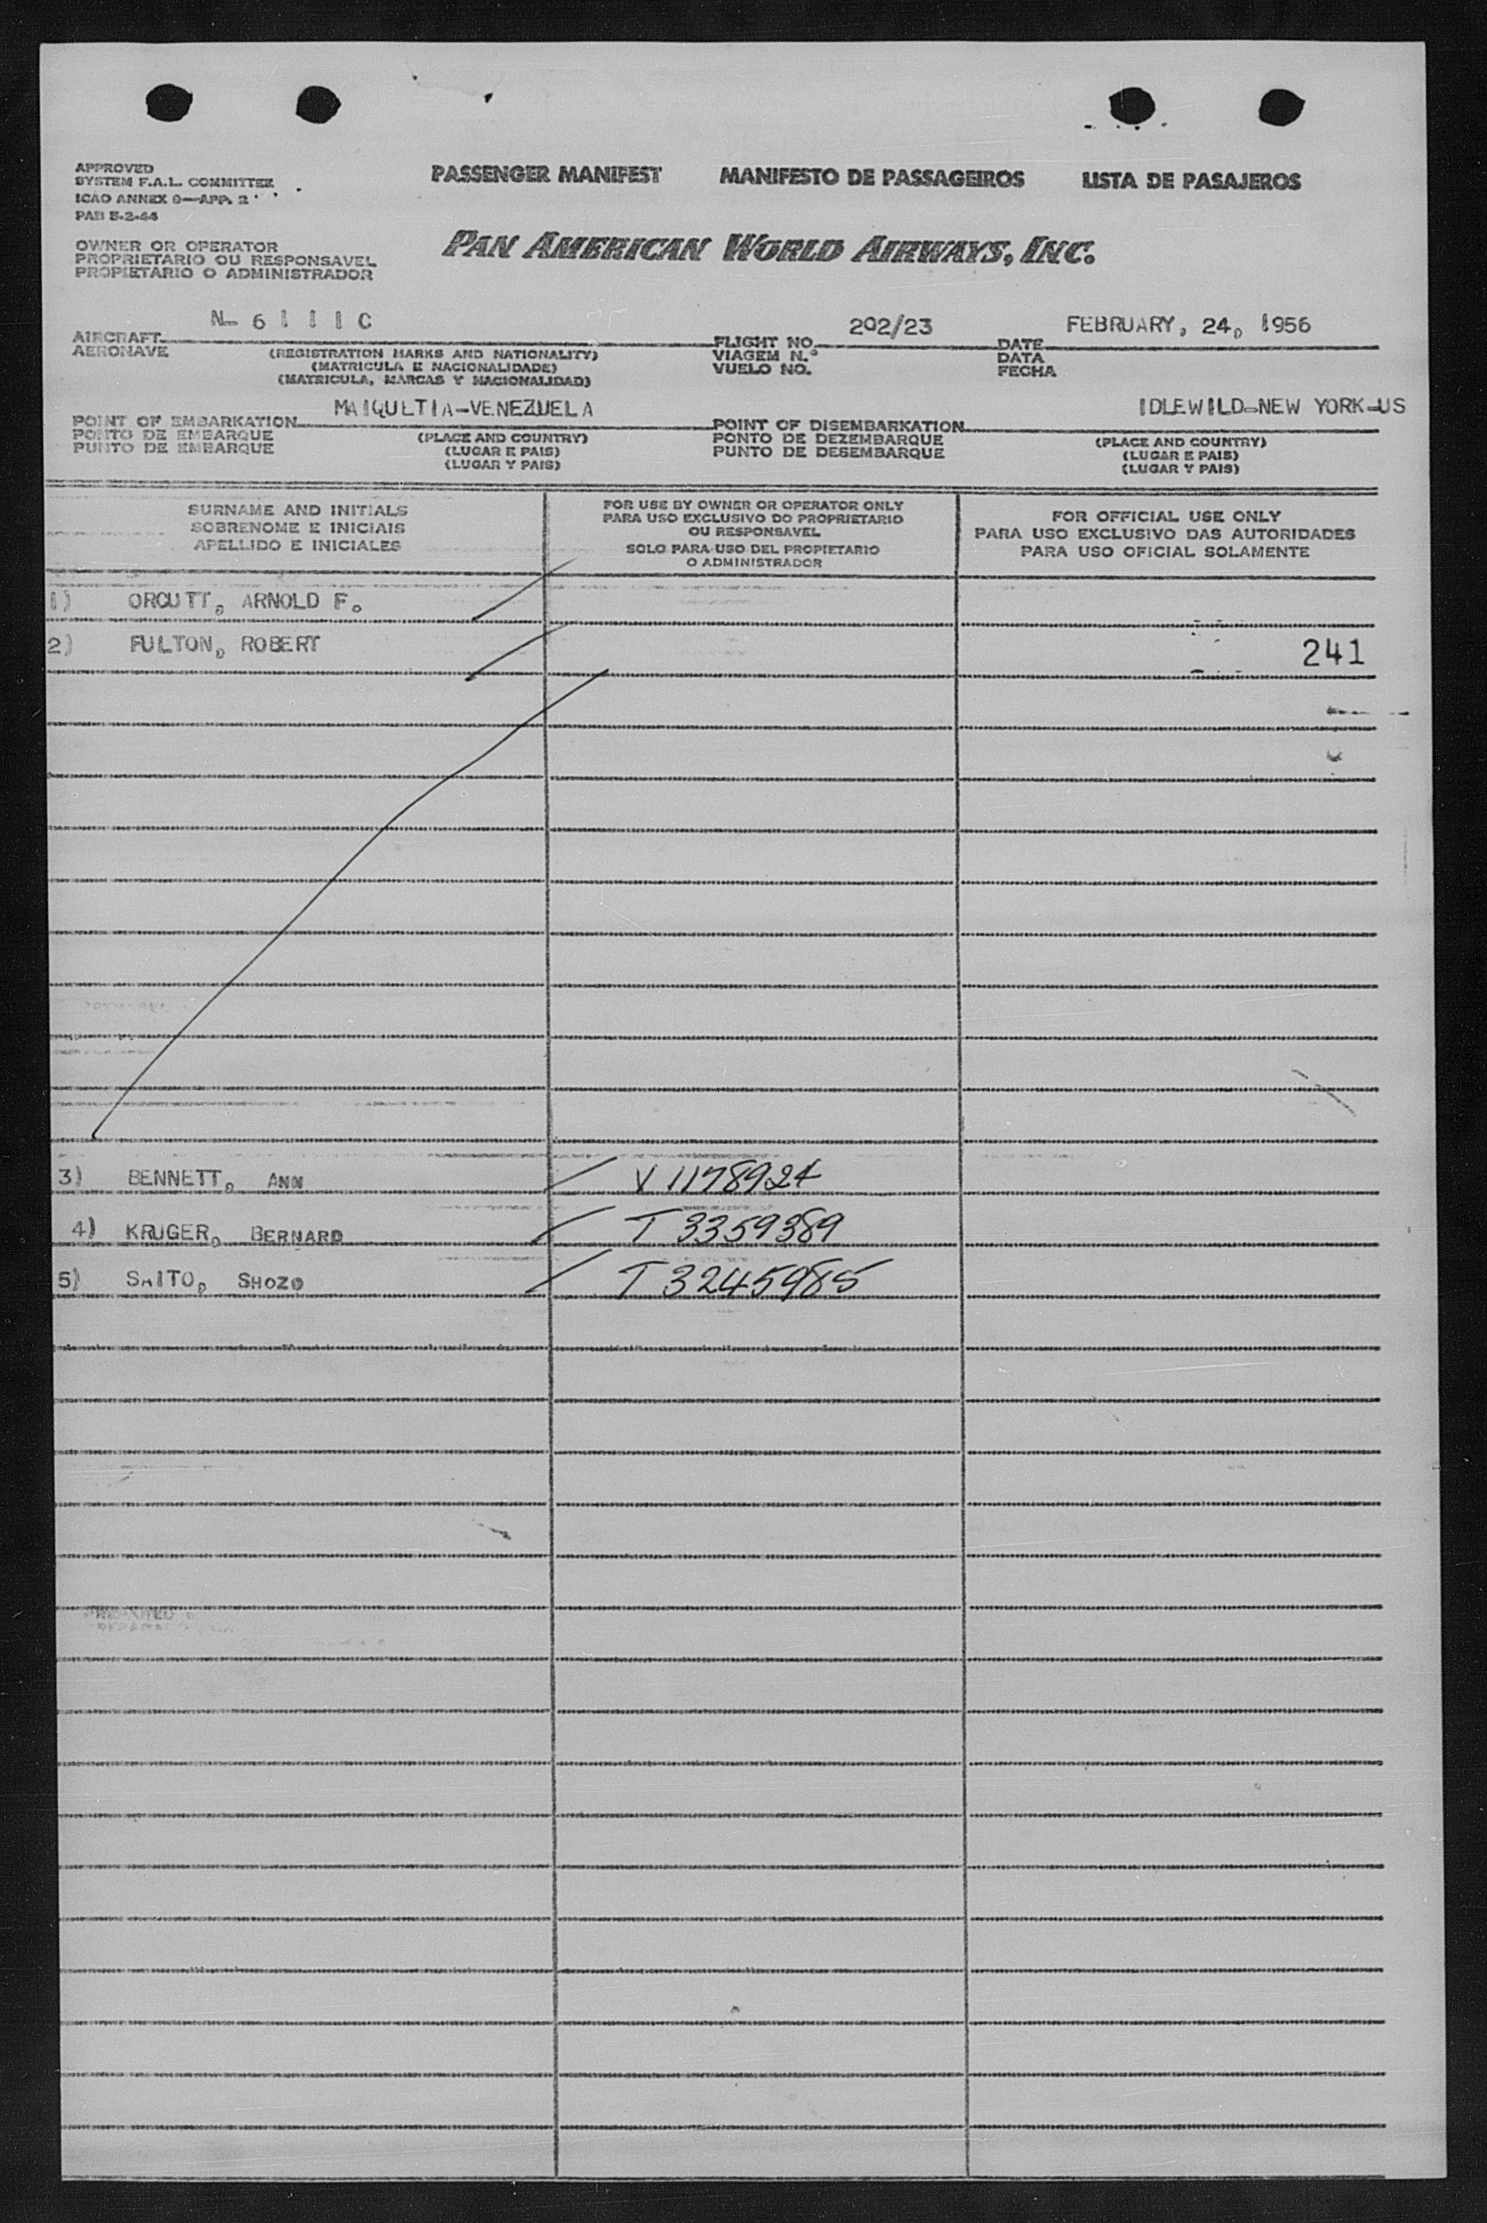 APPROVED
SYSTEM F.A.L. COMMITTEE
ICAO ANNEX 9—APP. 2
PAB 5-2-44
PASSENGER MANIFEST MANIFESTO DE PASSAGEIROS LISTA DE PASAJEROS
OWNER OR OPERATOR
PROPRIETARIO OU RESPONSAVEL
PROPIETARIO O ADMINISTRADOR
PAN AMERICAN WORLD AIRWAYS, INC.
AIRCRAFT N- 6111C
AERONAVE
(REGISTRATION MARKS AND NATIONALITY)
(MATRICULA E NACIONALIDADE)
(MATRICULA, MARCAS Y NACIONALIDAD)
FLIGHT NO. 202/23
VIAGEM N.º
VUELO NO.
DATE FEBRUARY, 24, 1956
DATA
FECHA
POINT OF EMBARKATION MAIQUETIA-VENEZUELA
PONTO DE EMBARQUE
PUNTO DE EMBARQUE
(PLACE AND COUNTRY)
(LUGAR E PAIS)
(LUGAR Y PAIS)
POINT OF DISEMBARKATION IDLEWILD-NEW YORK-US
PONTO DE DEZEMBARQUE
PUNTO DE DESEMBARQUE
(PLACE AND COUNTRY)
(LUGAR E PAIS)
(LUGAR Y PAIS)
SURNAME AND INITIALS
SOBRENOME E INICIAIS
APELLIDO E INICIALES
FOR USE BY OWNER OR OPERATOR ONLY
PARA USO EXCLUSIVO DO PROPRIETARIO
OU RESPONSAVEL
SOLO PARA USO DEL PROPIETARIO
O ADMINISTRADOR
FOR OFFICIAL USE ONLY
PARA USO EXCLUSIVO DAS AUTORIDADES
PARA USO OFICIAL SOLAMENTE
1) ORCUTT, ARNOLD F.
2) FULTON, ROBERT 241
3) BENNETT, ANN V 1178924
4) KRUGER, BERNARD T 3359389
5) SAITO, SHOZO T 3245985